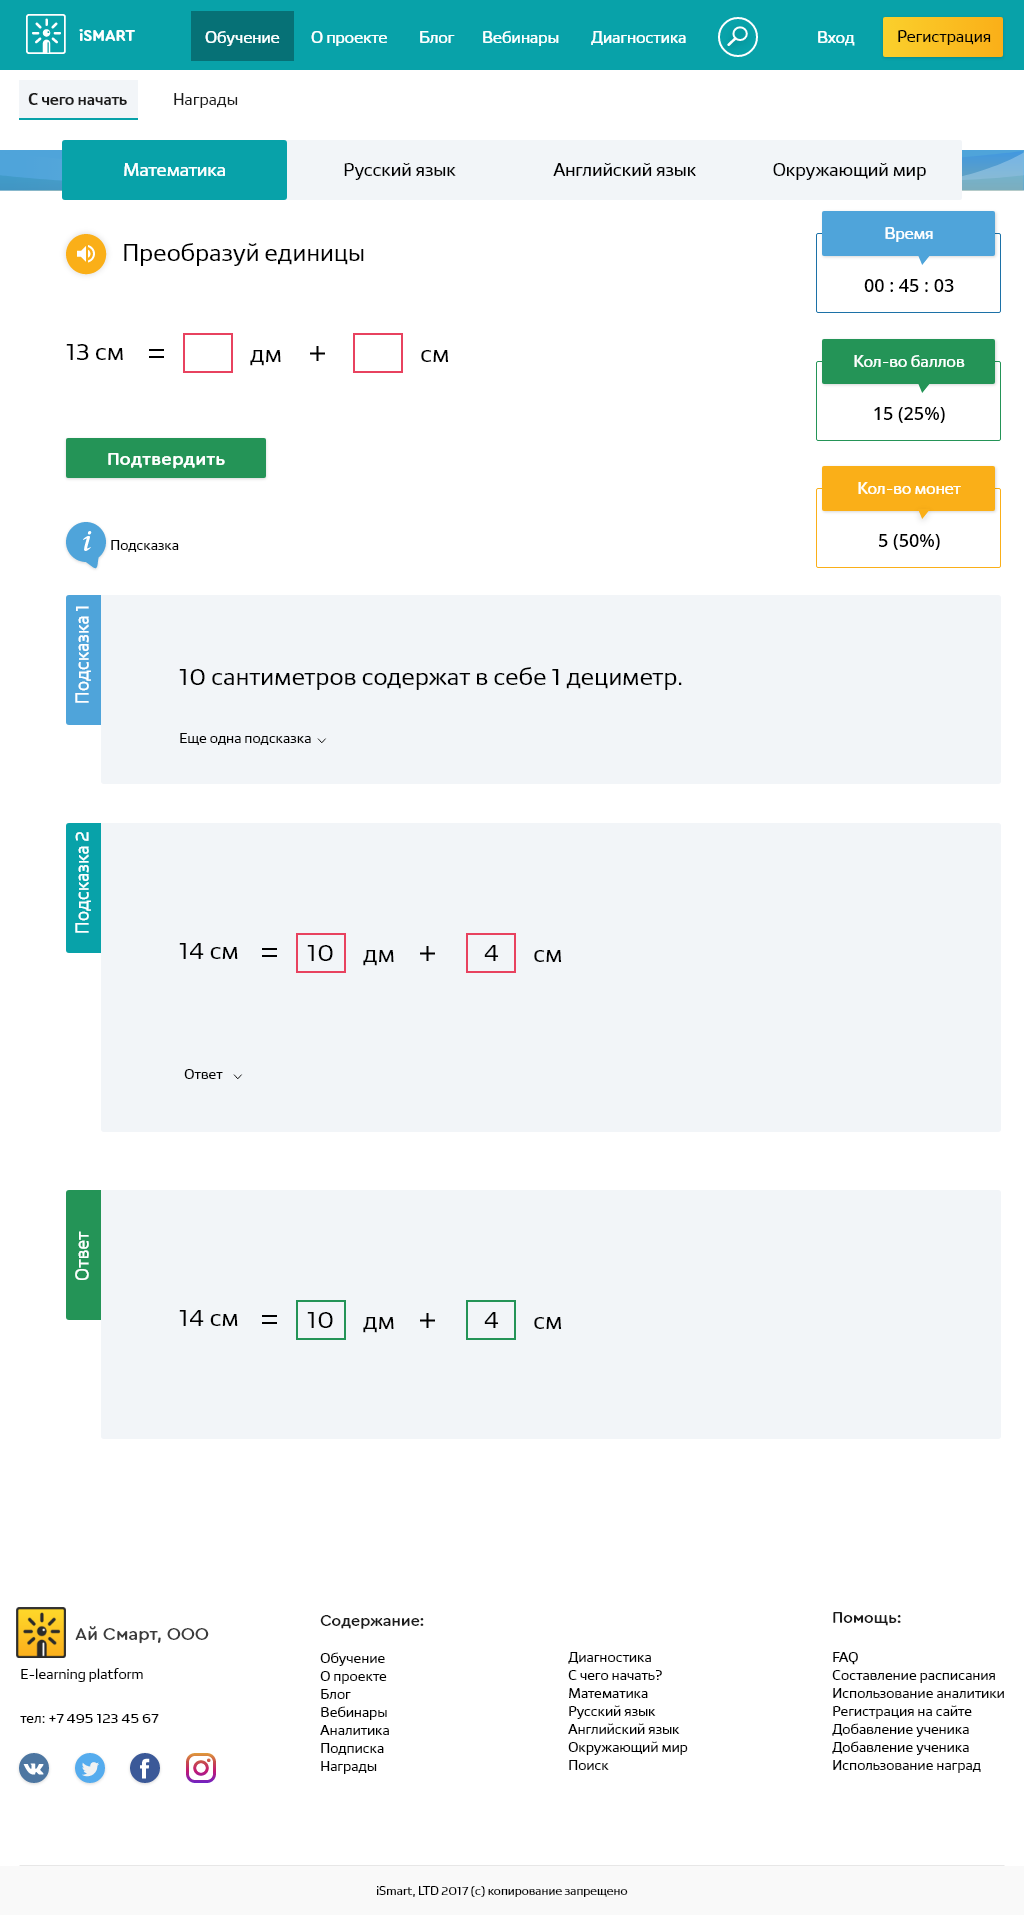 iSMART
Обучение
О проекте
Блог
Вебинары
Диагностика
Вход
Регистрация
С чего начать
Награды
Математика
Русский язык
Английский язык
Окружающий мир
Преобразуй единицы
Время
00 : 45 : 03
13 см = дм + см
Кол-во баллов
15 (25%)
Подтвердить
Кол-во монет
5 (50%)
i Подсказка
Подсказка 1
10 сантиметров содержат в себе 1 дециметр.
Еще одна подсказка
Подсказка 2
14 см = 10 дм + 4 см
Ответ
Ответ
14 см = 10 дм + 4 см
Ай Смарт, ООО
E-learning platform
тел: +7 495 123 45 67
Содержание:
Обучение
О проекте
Блог
Вебинары
Аналитика
Подписка
Награды
Диагностика
С чего начать?
Математика
Русский язык
Английский язык
Окружающий мир
Поиск
Помощь:
FAQ
Составление расписания
Использование аналитики
Регистрация на сайте
Добавление ученика
Добавление ученика
Использование наград
iSmart, LTD 2017 (с) копирование запрещено